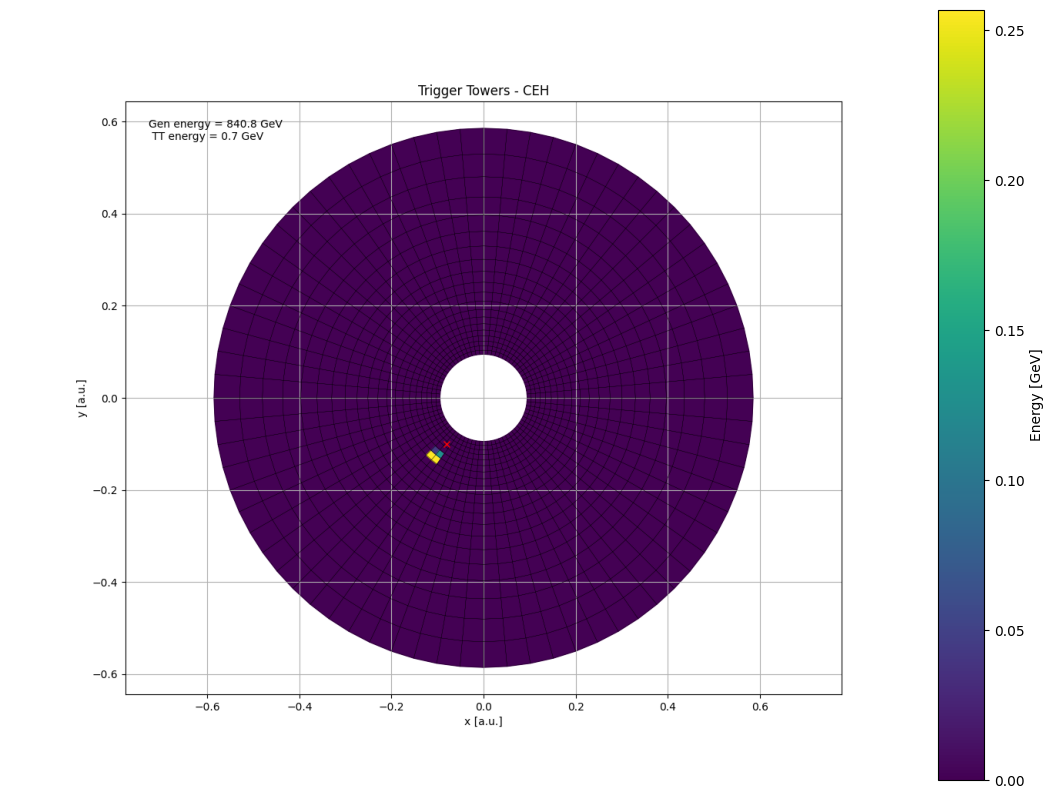 Trigger Towers - CEH
Gen energy = 840.8 GeV
TT energy = 0.7 GeV
0.6
0.4
0.2
0.0
−0.2
−0.4
−0.6
y [a.u.]
−0.6 −0.4 −0.2 0.0 0.2 0.4 0.6
x [a.u.]
0.25
0.20
0.15
0.10
0.05
0.00
Energy [GeV]